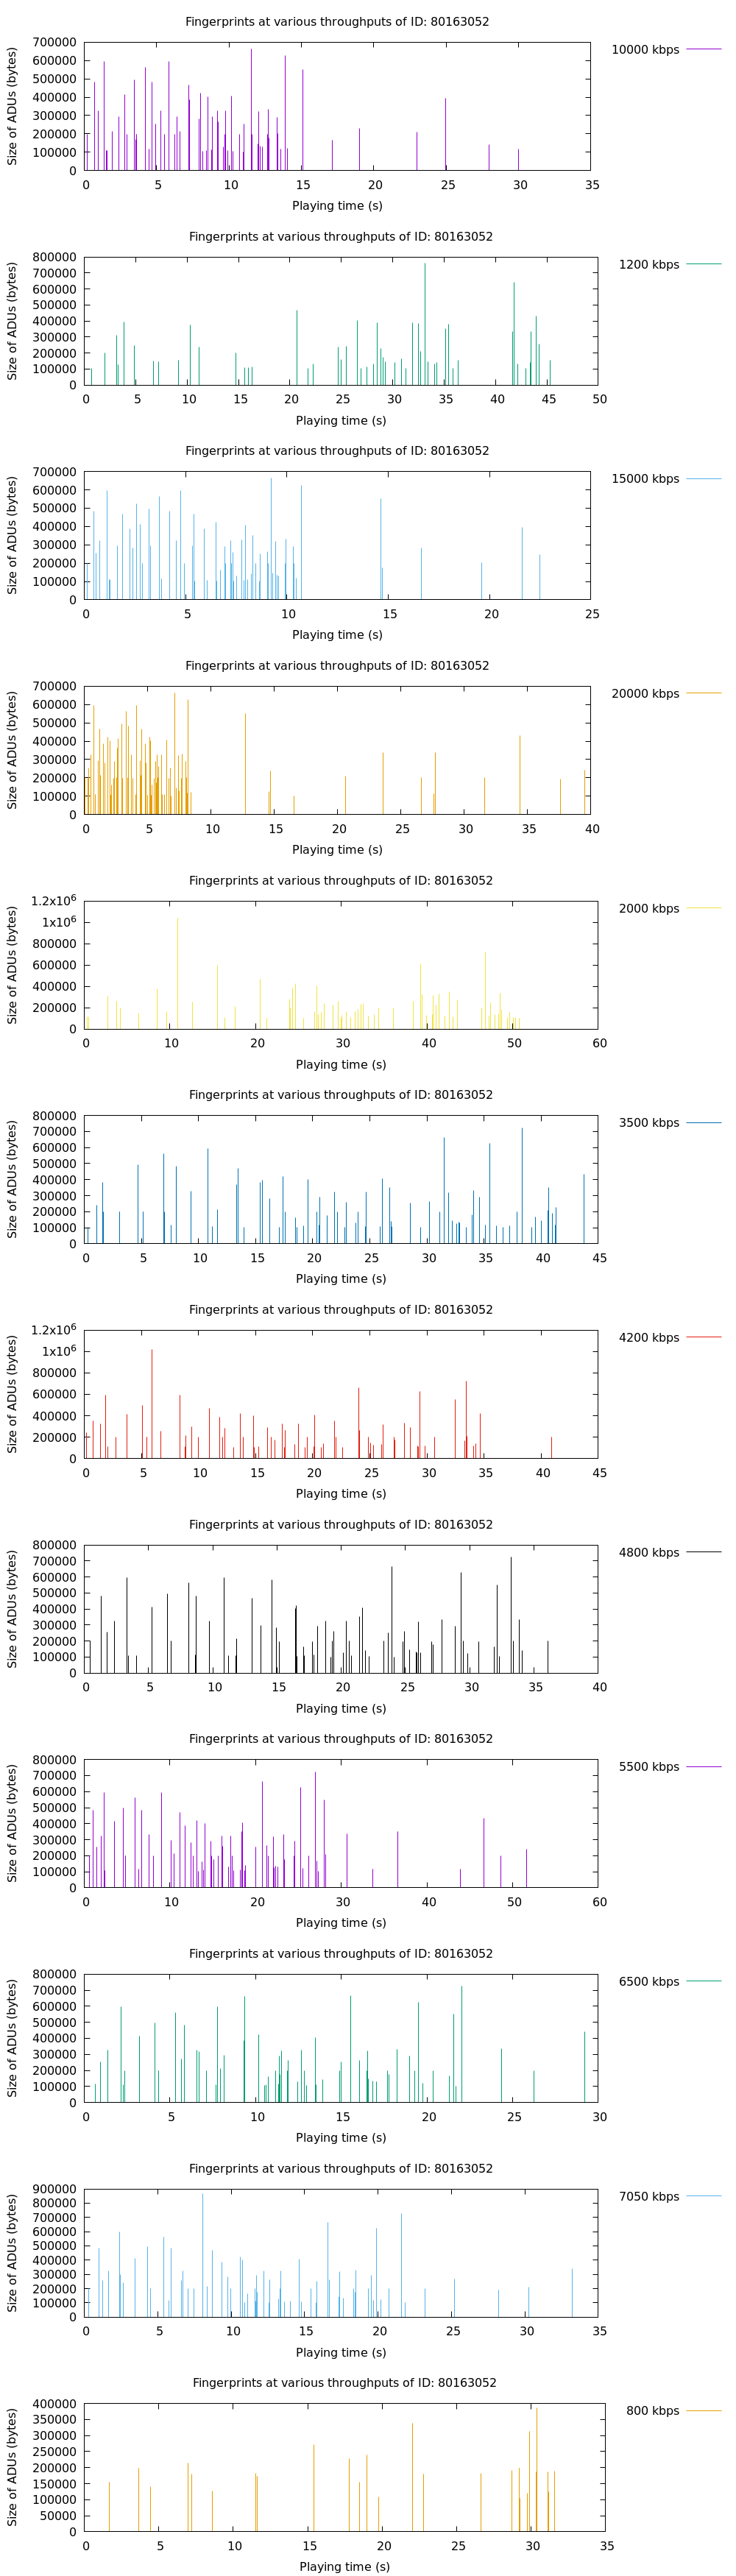 Fingerprints at various throughputs of ID: 80163052
10000 kbps
700000
600000
500000
400000
300000
200000
100000
0
Size of ADUs (bytes)
0 5 10 15 20 25 30 35
Playing time (s)
Fingerprints at various throughputs of ID: 80163052
1200 kbps
800000
700000
600000
500000
400000
300000
200000
100000
0
Size of ADUs (bytes)
0 5 10 15 20 25 30 35 40 45 50
Playing time (s)
Fingerprints at various throughputs of ID: 80163052
15000 kbps
700000
600000
500000
400000
300000
200000
100000
0
Size of ADUs (bytes)
0 5 10 15 20 25
Playing time (s)
Fingerprints at various throughputs of ID: 80163052
20000 kbps
700000
600000
500000
400000
300000
200000
100000
0
Size of ADUs (bytes)
0 5 10 15 20 25 30 35 40
Playing time (s)
Fingerprints at various throughputs of ID: 80163052
2000 kbps
1.2x10⁶
1x10⁶
800000
600000
400000
200000
0
Size of ADUs (bytes)
0 10 20 30 40 50 60
Playing time (s)
Fingerprints at various throughputs of ID: 80163052
3500 kbps
800000
700000
600000
500000
400000
300000
200000
100000
0
Size of ADUs (bytes)
0 5 10 15 20 25 30 35 40 45
Playing time (s)
Fingerprints at various throughputs of ID: 80163052
4200 kbps
1.2x10⁶
1x10⁶
800000
600000
400000
200000
0
Size of ADUs (bytes)
0 5 10 15 20 25 30 35 40 45
Playing time (s)
Fingerprints at various throughputs of ID: 80163052
4800 kbps
800000
700000
600000
500000
400000
300000
200000
100000
0
Size of ADUs (bytes)
0 5 10 15 20 25 30 35 40
Playing time (s)
Fingerprints at various throughputs of ID: 80163052
5500 kbps
800000
700000
600000
500000
400000
300000
200000
100000
0
Size of ADUs (bytes)
0 10 20 30 40 50 60
Playing time (s)
Fingerprints at various throughputs of ID: 80163052
6500 kbps
800000
700000
600000
500000
400000
300000
200000
100000
0
Size of ADUs (bytes)
0 5 10 15 20 25 30
Playing time (s)
Fingerprints at various throughputs of ID: 80163052
7050 kbps
900000
800000
700000
600000
500000
400000
300000
200000
100000
0
Size of ADUs (bytes)
0 5 10 15 20 25 30 35
Playing time (s)
Fingerprints at various throughputs of ID: 80163052
800 kbps
400000
350000
300000
250000
200000
150000
100000
50000
0
Size of ADUs (bytes)
0 5 10 15 20 25 30 35
Playing time (s)